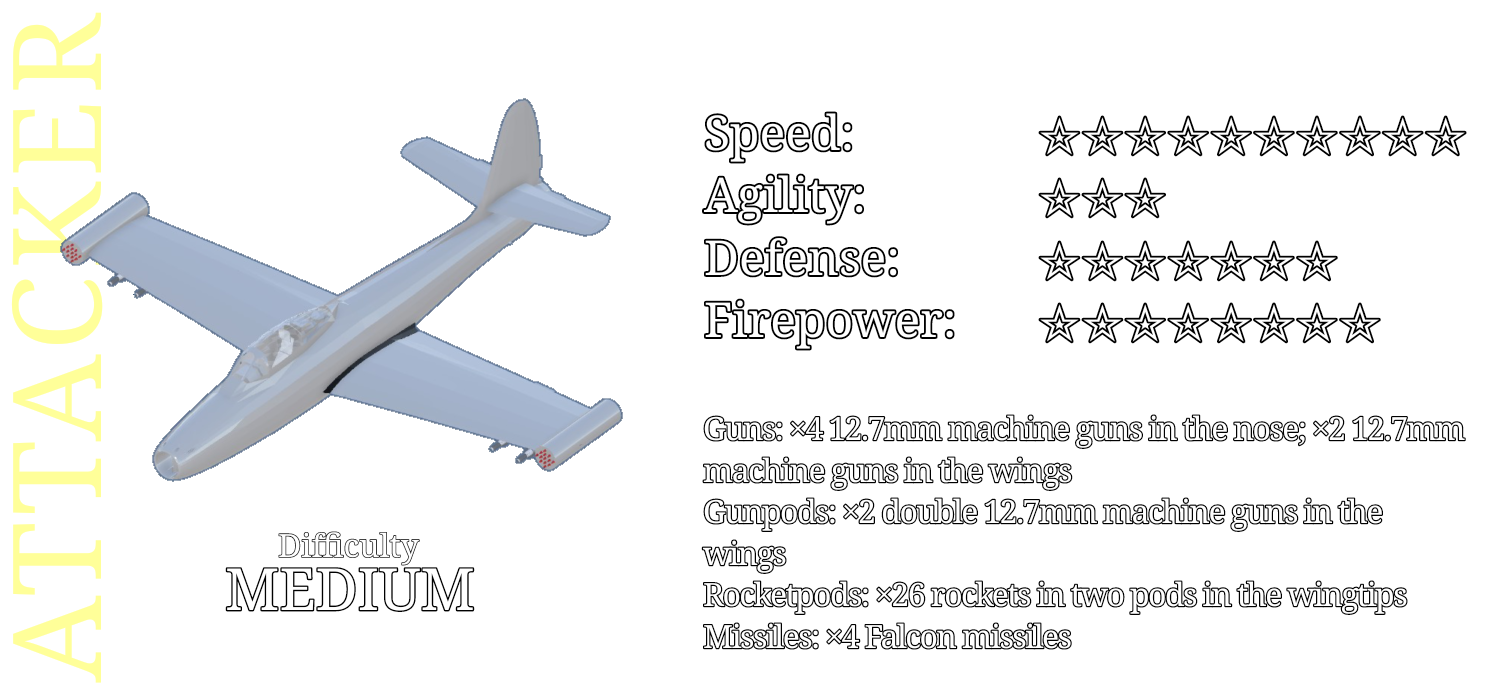 ATTACKER
Speed: ☆☆☆☆☆☆☆☆☆☆
Agility: ☆☆☆
Defense: ☆☆☆☆☆☆☆
Firepower: ☆☆☆☆☆☆☆☆
Guns: ×4 12.7mm machine guns in the nose; ×2 12.7mm
machine guns in the wings
Gunpods: ×2 double 12.7mm machine guns in the
wings
Rocketpods: ×26 rockets in two pods in the wingtips
Missiles: ×4 Falcon missiles
Difficulty
MEDIUM